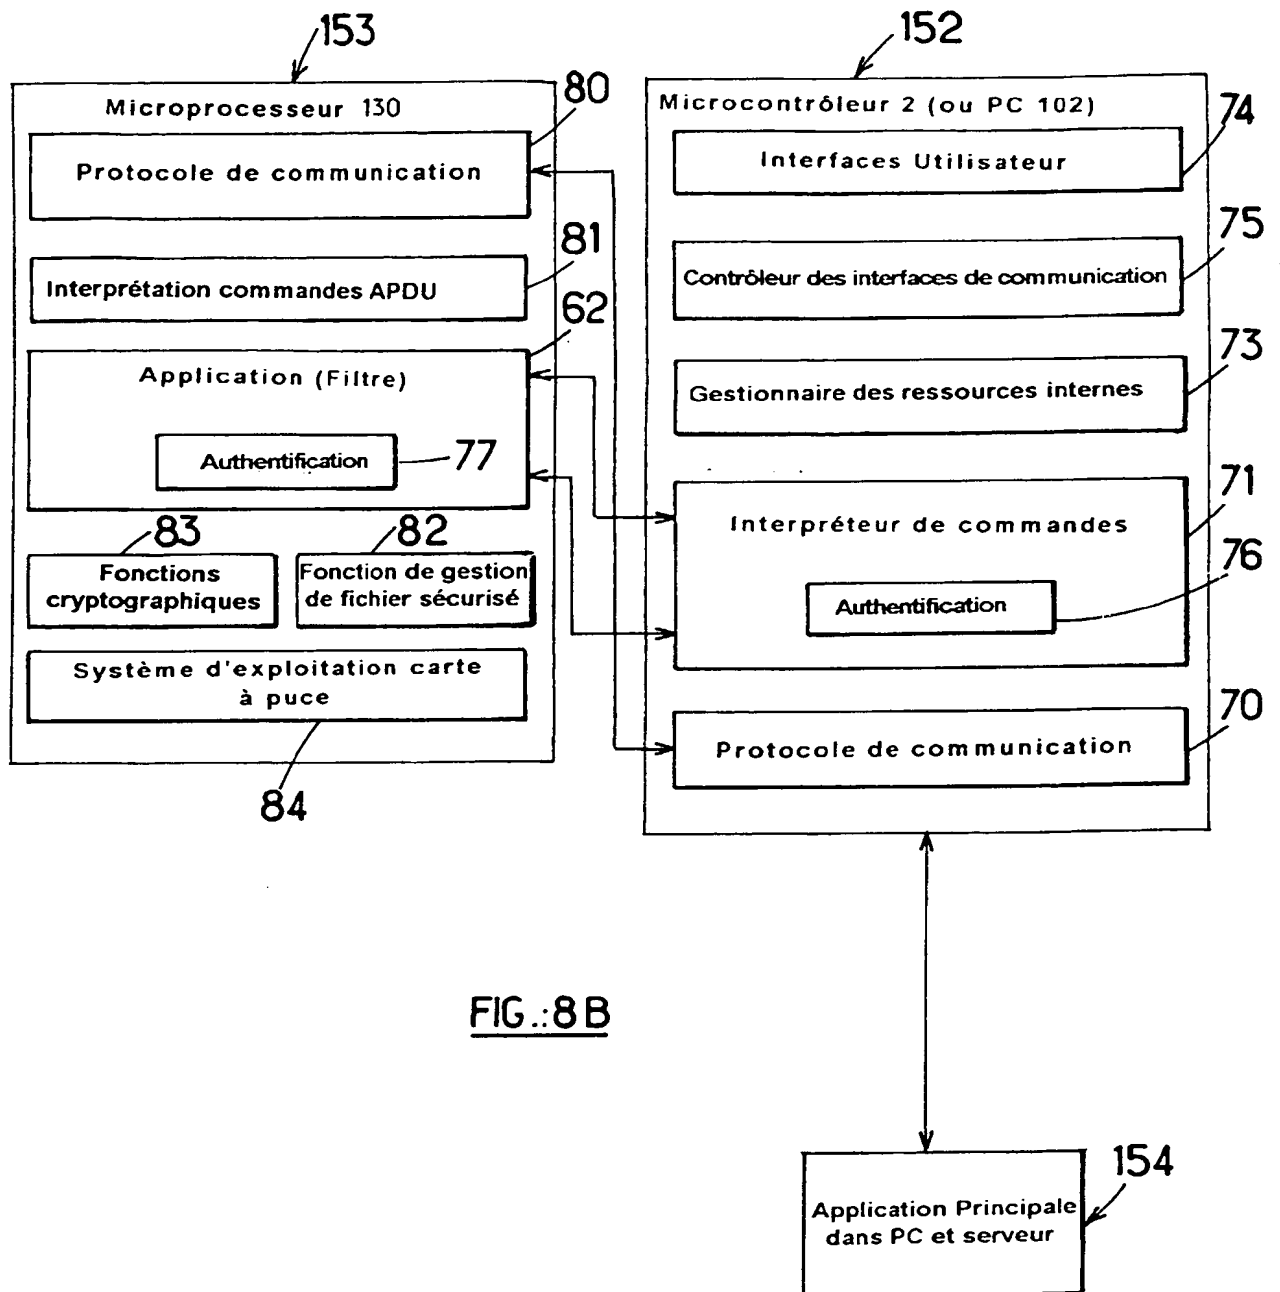 153
152
Microprocesseur 130
80
Protocole de communication
81
Interprétation commandes APDU
62
Application (Filtre)
Authentification
77
83
82
Fonctions
cryptographiques
Fonction de gestion
de fichier sécurisé
Système d'exploitation carte
à puce
84
Microcontrôleur 2 (ou PC 102)
74
Interfaces Utilisateur
75
Contrôleur des interfaces de communication
73
Gestionnaire des ressources internes
71
Interpréteur de commandes
76
Authentification
70
Protocole de communication
FIG.:8B
154
Application Principale
dans PC et serveur